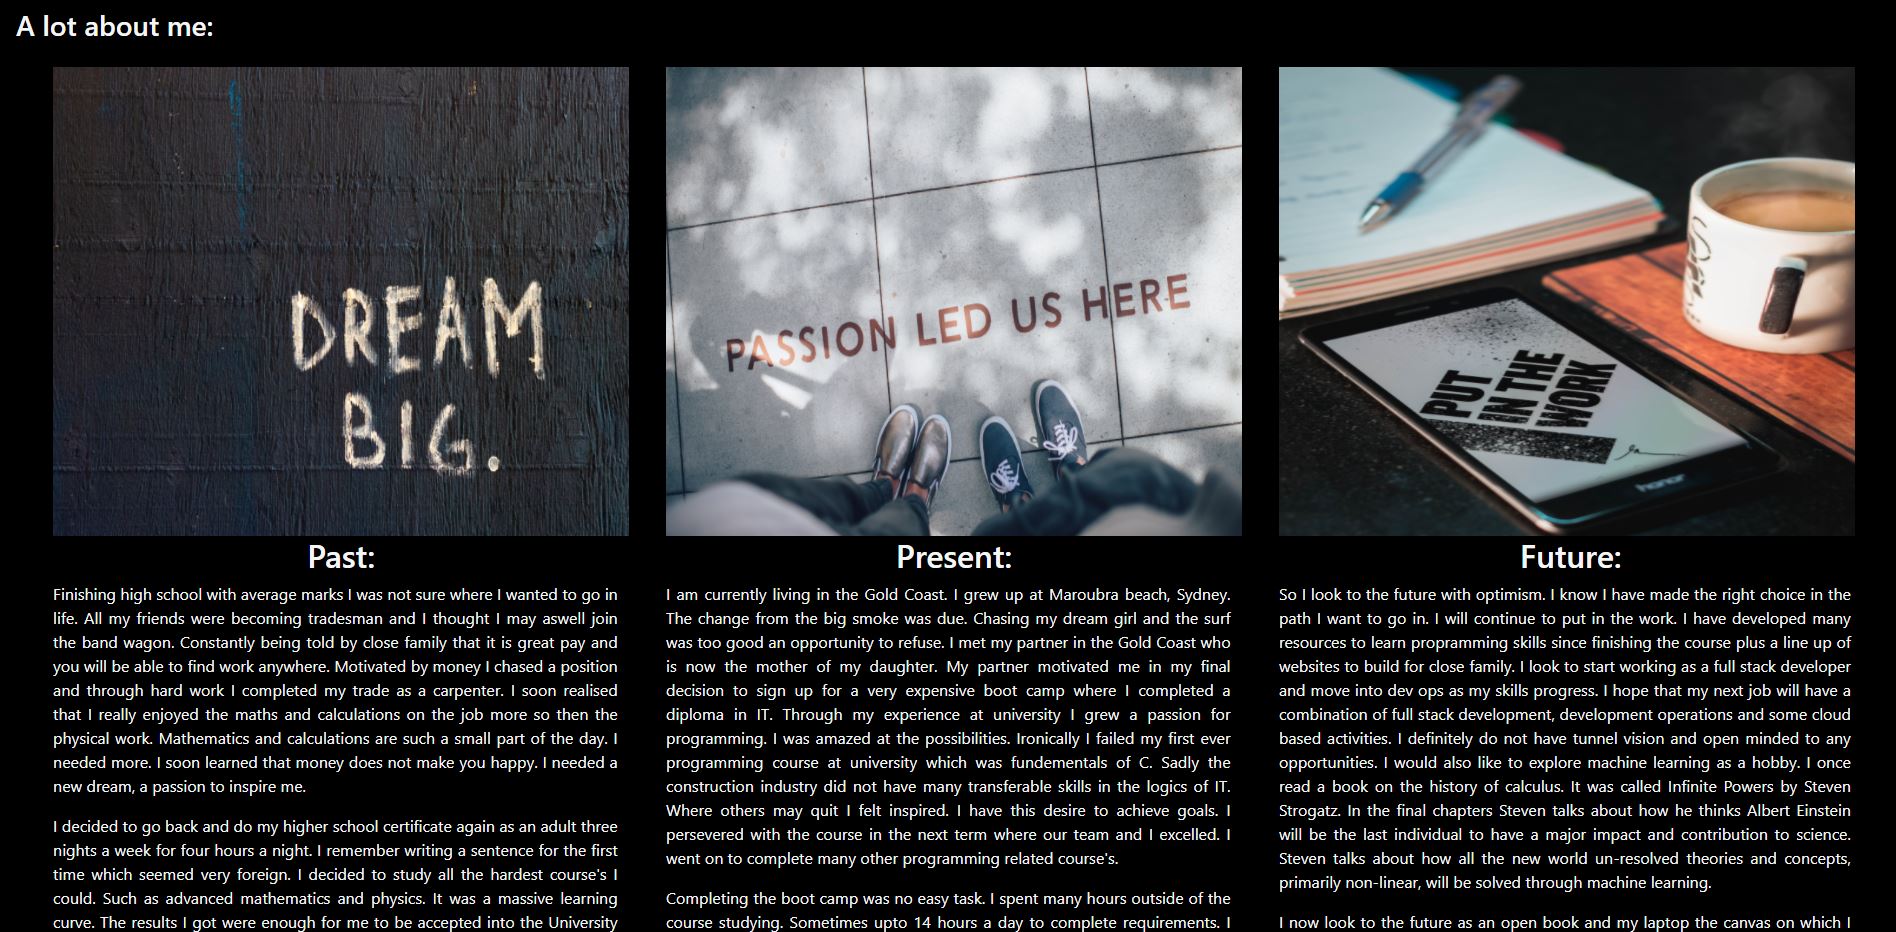 A lot about me:
DREAM
BIG.
PASSION LED US HERE
PUT
IN THE
WORK
honor
Past:
Finishing high school with average marks I was not sure where I wanted to go in
life. All my friends were becoming tradesman and I thought I may aswell join
the band wagon. Constantly being told by close family that it is great pay and
you will be able to find work anywhere. Motivated by money I chased a position
and through hard work I completed my trade as a carpenter. I soon realised
that I really enjoyed the maths and calculations on the job more so then the
physical work. Mathematics and calculations are such a small part of the day. I
needed more. I soon learned that money does not make you happy. I needed a
new dream, a passion to inspire me.
I decided to go back and do my higher school certificate again as an adult three
nights a week for four hours a night. I remember writing a sentence for the first
time which seemed very foreign. I decided to study all the hardest course's I
could. Such as advanced mathematics and physics. It was a massive learning
curve. The results I got were enough for me to be accepted into the University
Present:
I am currently living in the Gold Coast. I grew up at Maroubra beach, Sydney.
The change from the big smoke was due. Chasing my dream girl and the surf
was too good an opportunity to refuse. I met my partner in the Gold Coast who
is now the mother of my daughter. My partner motivated me in my final
decision to sign up for a very expensive boot camp where I completed a
diploma in IT. Through my experience at university I grew a passion for
programming. I was amazed at the possibilities. Ironically I failed my first ever
programming course at university which was fundementals of C. Sadly the
construction industry did not have many transferable skills in the logics of IT.
Where others may quit I felt inspired. I have this desire to achieve goals. I
persevered with the course in the next term where our team and I excelled. I
went on to complete many other programming related course's.
Completing the boot camp was no easy task. I spent many hours outside of the
course studying. Sometimes upto 14 hours a day to complete requirements. I
Future:
So I look to the future with optimism. I know I have made the right choice in the
path I want to go in. I will continue to put in the work. I have developed many
resources to learn propramming skills since finishing the course plus a line up of
websites to build for close family. I look to start working as a full stack developer
and move into dev ops as my skills progress. I hope that my next job will have a
combination of full stack development, development operations and some cloud
based activities. I definitely do not have tunnel vision and open minded to any
opportunities. I would also like to explore machine learning as a hobby. I once
read a book on the history of calculus. It was called Infinite Powers by Steven
Strogatz. In the final chapters Steven talks about how he thinks Albert Einstein
will be the last individual to have a major impact and contribution to science.
Steven talks about how all the new world un-resolved theories and concepts,
primarily non-linear, will be solved through machine learning.
I now look to the future as an open book and my laptop the canvas on which I